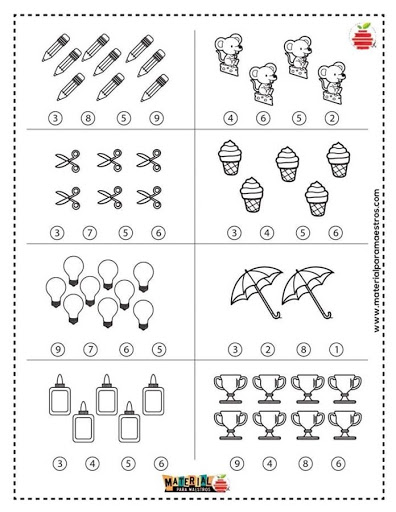 3 8 5 9
4 6 5 2
3 7 5 6
3 4 5 6
9 7 6 5
3 2 8 1
3 4 5 6
9 4 8 6
www.materialparamaestros.com
MATERIAL
PARA MAESTROS